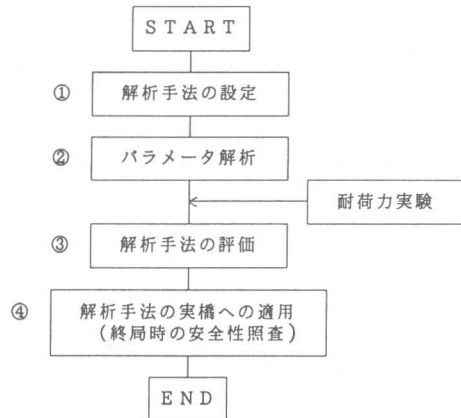 START
① 解析手法の設定
② パラメータ解析
耐荷力実験
③ 解析手法の評価
④ 解析手法の実橋への適用
(終局時の安全性照査)
END